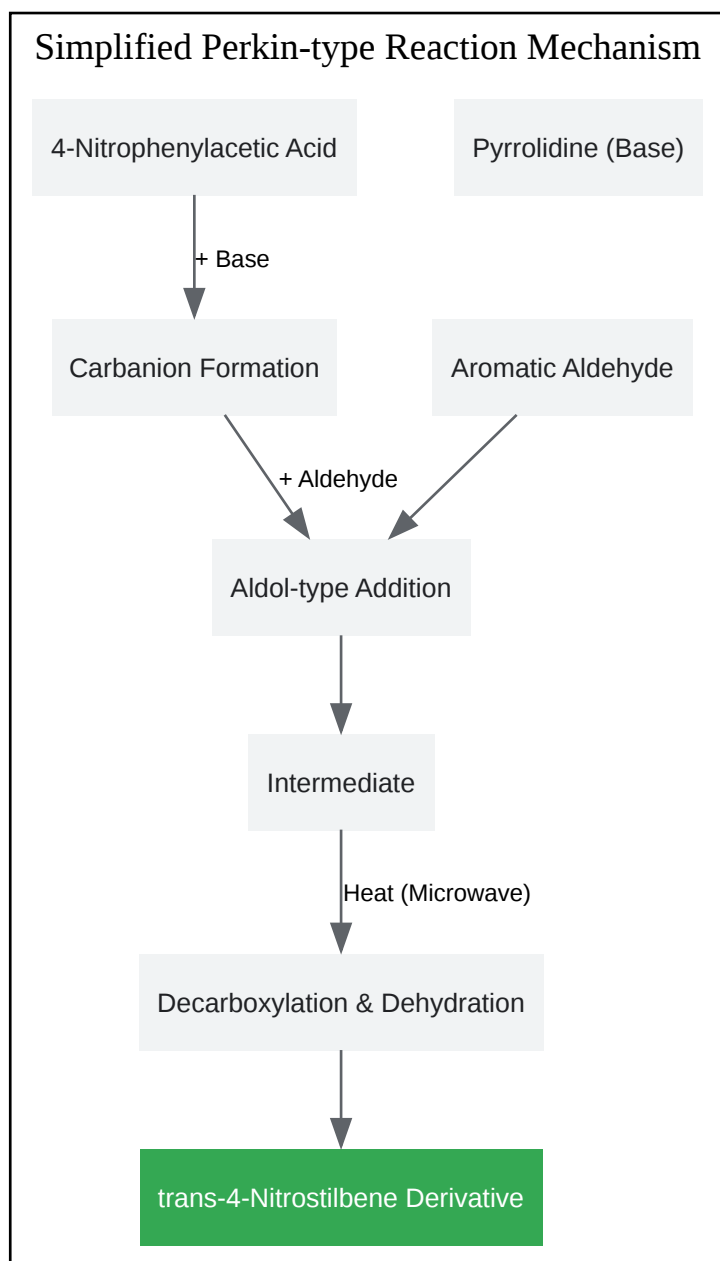 Simplified Perkin-type Reaction Mechanism
4-Nitrophenylacetic Acid
Pyrrolidine (Base)
+ Base
Carbanion Formation
Aromatic Aldehyde
+ Aldehyde
Aldol-type Addition
Intermediate
Heat (Microwave)
Decarboxylation & Dehydration
trans-4-Nitrostilbene Derivative